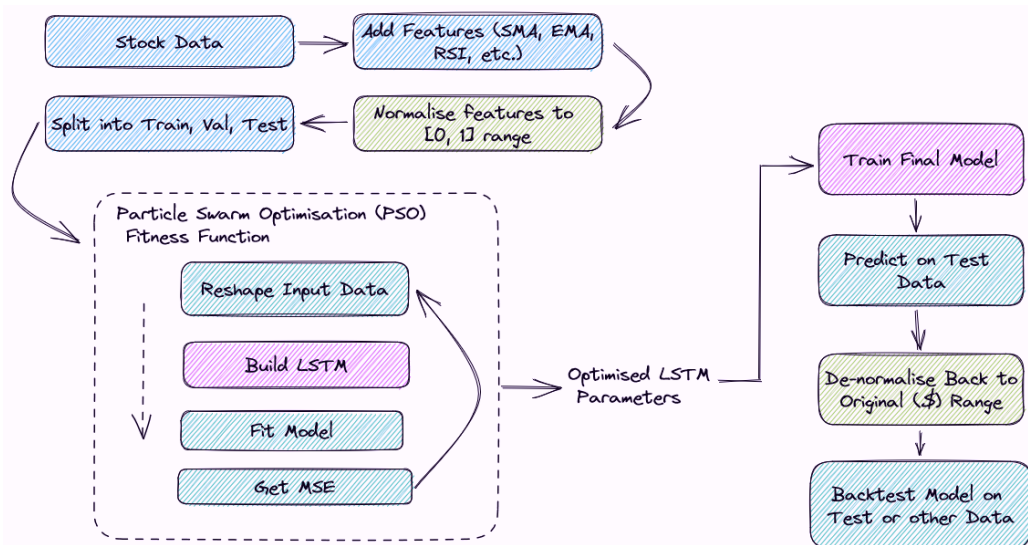 Stock Data
Add Features (SMA, EMA,
RSI, etc.)
Normalise features to
[0, 1] range
Split into Train, Val, Test
Particle Swarm Optimisation (PSO)
Fitness Function
Reshape Input Data
Build LSTM
Fit Model
Get MSE
Optimised LSTM
Parameters
Train Final Model
Predict on Test
Data
De-normalise Back to
Original ($) Range
Backtest Model on
Test or other Data